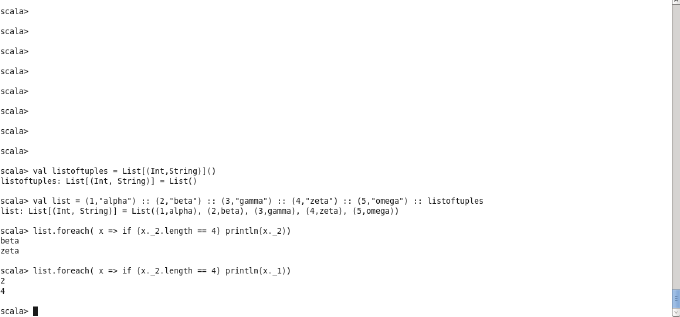 scala>
scala>
scala>
scala>
scala>
scala>
scala>
scala>
scala> val listoftuples = List[(Int,String)]()
listoftuples: List[(Int, String)] = List()
scala> val list = (1,"alpha") :: (2,"beta") :: (3,"gamma") :: (4,"zeta") :: (5,"omega") :: listoftuples
list: List[(Int, String)] = List((1,alpha), (2,beta), (3,gamma), (4,zeta), (5,omega))
scala> list.foreach( x => if (x._2.length == 4) println(x._2))
beta
zeta
scala> list.foreach( x => if (x._2.length == 4) println(x._1))
2
4
scala>